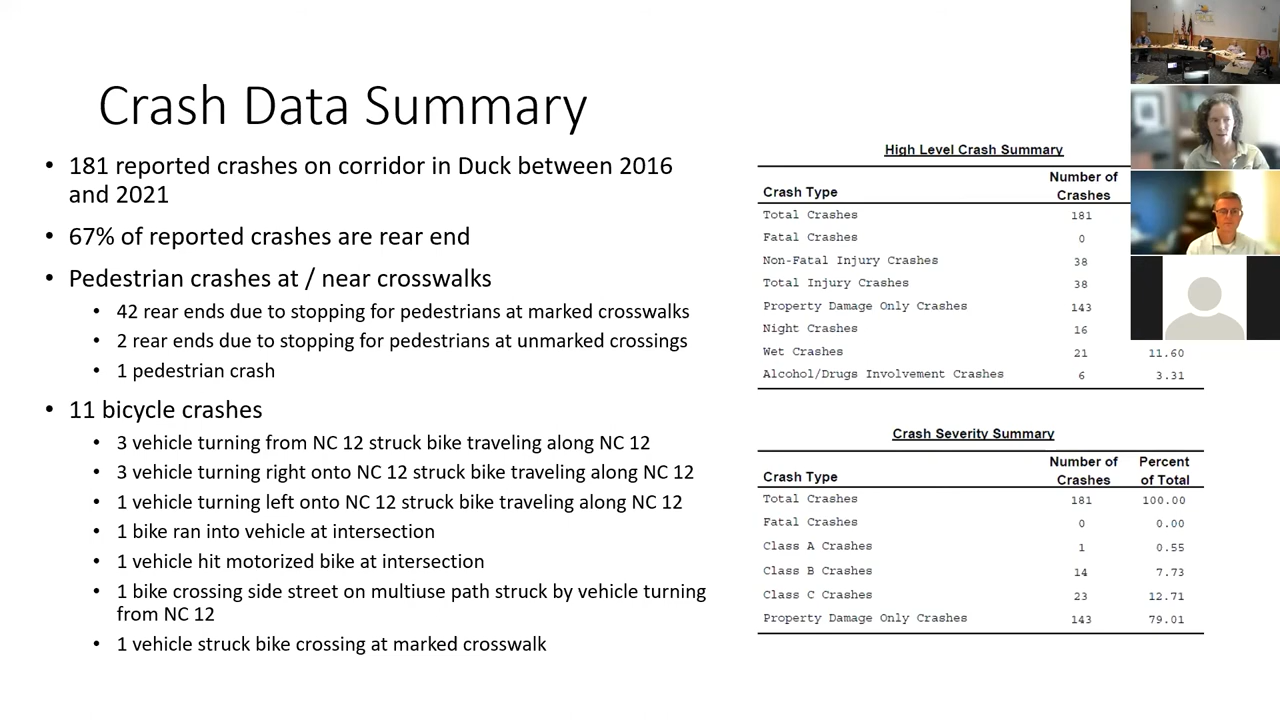 Crash Data Summary
• 181 reported crashes on corridor in Duck between 2016
and 2021
• 67% of reported crashes are rear end
• Pedestrian crashes at / near crosswalks
• 42 rear ends due to stopping for pedestrians at marked crosswalks
• 2 rear ends due to stopping for pedestrians at unmarked crossings
• 1 pedestrian crash
• 11 bicycle crashes
• 3 vehicle turning from NC 12 struck bike traveling along NC 12
• 3 vehicle turning right onto NC 12 struck bike traveling along NC 12
• 1 vehicle turning left onto NC 12 struck bike traveling along NC 12
• 1 bike ran into vehicle at intersection
• 1 vehicle hit motorized bike at intersection
• 1 bike crossing side street on multiuse path struck by vehicle turning
from NC 12
• 1 vehicle struck bike crossing at marked crosswalk
High Level Crash Summary
Number of
Crash Type Crashes
Total Crashes 181
Fatal Crashes 0
Non-Fatal Injury Crashes 38
Total Injury Crashes 38
Property Damage Only Crashes 143
Night Crashes 16
Wet Crashes 21 11.60
Alcohol/Drugs Involvement Crashes 6 3.31
Crash Severity Summary
Number of Percent
Crash Type Crashes of Total
Total Crashes 181 100.00
Fatal Crashes 0 0.00
Class A Crashes 1 0.55
Class B Crashes 14 7.73
Class C Crashes 23 12.71
Property Damage Only Crashes 143 79.01